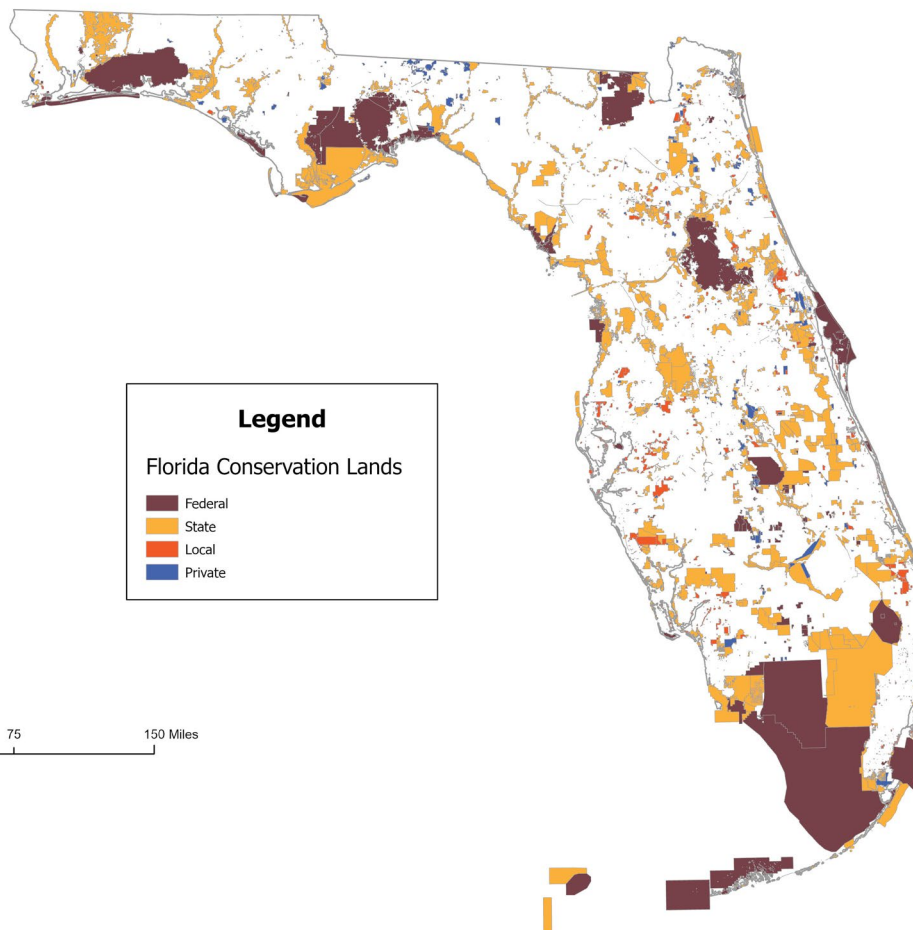 Legend
Florida Conservation Lands
Federal
State
Local
Private
75 150 Miles